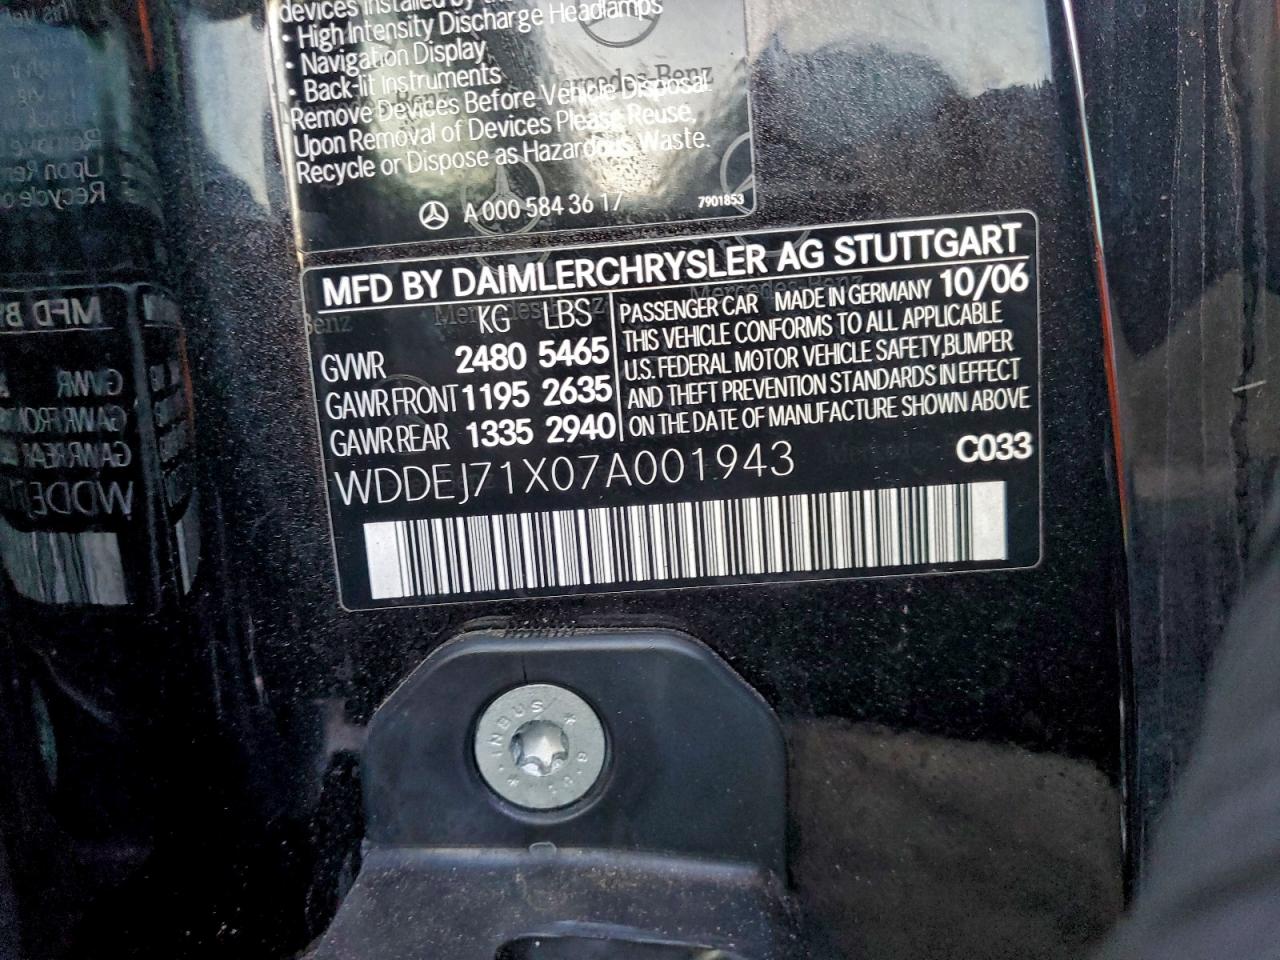 devices installed by the
• High Intensity Discharge Headlamps
• Navigation Display
• Back-lit Instruments
Remove Devices Before Vehicle Disposal
Upon Removal of Devices Please Reuse,
Recycle or Dispose as Hazardous Waste.
A 000 584 36 17
7901853
MFD BY DAIMLERCHRYSLER AG STUTTGART
KG LBS
GVWR 2480 5465
GAWR FRONT 1195 2635
GAWR REAR 1335 2940
PASSENGER CAR MADE IN GERMANY 10/06
THIS VEHICLE CONFORMS TO ALL APPLICABLE
U.S. FEDERAL MOTOR VEHICLE SAFETY,BUMPER
AND THEFT PREVENTION STANDARDS IN EFFECT
ON THE DATE OF MANUFACTURE SHOWN ABOVE
WDDEJ71X07A001943
C033
Mercedes-Benz
INBUS